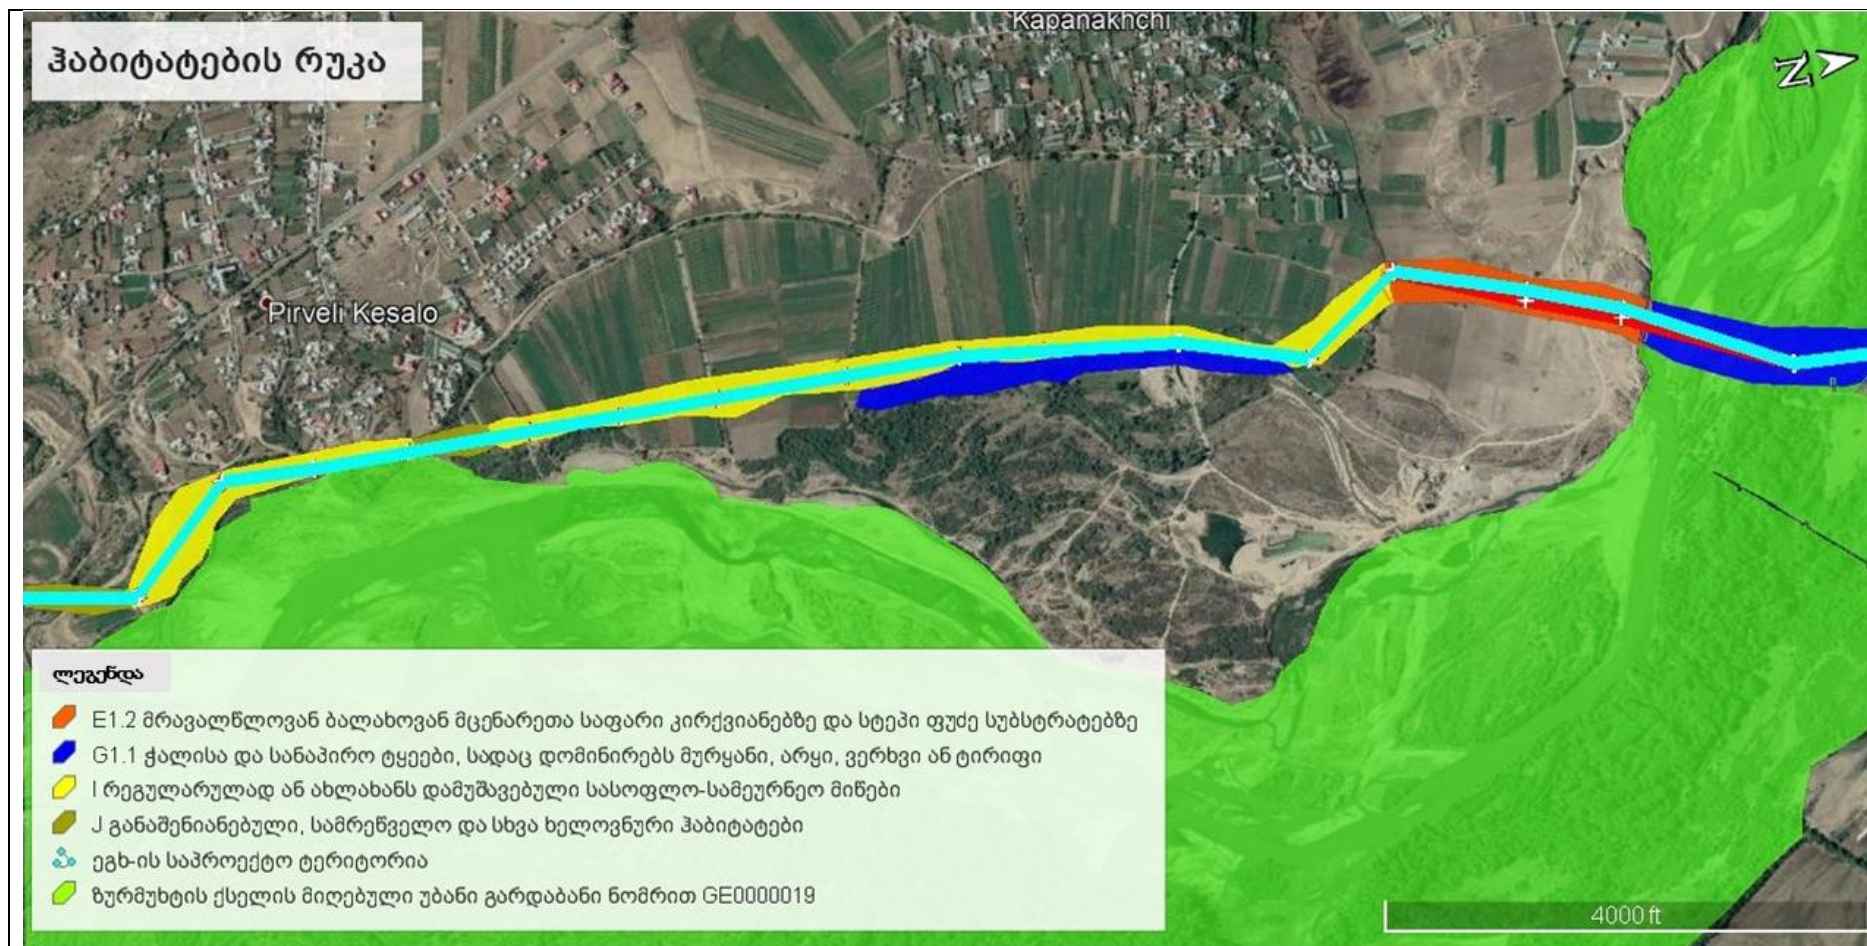 Kapanakhchi
ჰაბიტატების რუკა
N
Pirveli Kesalo
ლეგენდა
E1.2 მრავალწლოვან ბალახოვან მცენარეთა საფარი კირქვიანებზე და სტეპი ფუძე სუბსტრატებზე
G1.1 ჭალისა და სანაპირო ტყეები, სადაც დომინირებს მურყანი, არყი, ვერხვი ან ტირიფი
I რეგულარულად ან ახლახანს დამუშავებული სასოფლო-სამეურნეო მიწები
J განაშენიანებული, სამრეწველო და სხვა ხელოვნური ჰაბიტატები
ეგხ-ის საპროექტო ტერიტორია
ზურმუხტის ქსელის მიღებული უბანი გარდაბანი ნომრით GE0000019
4000 ft